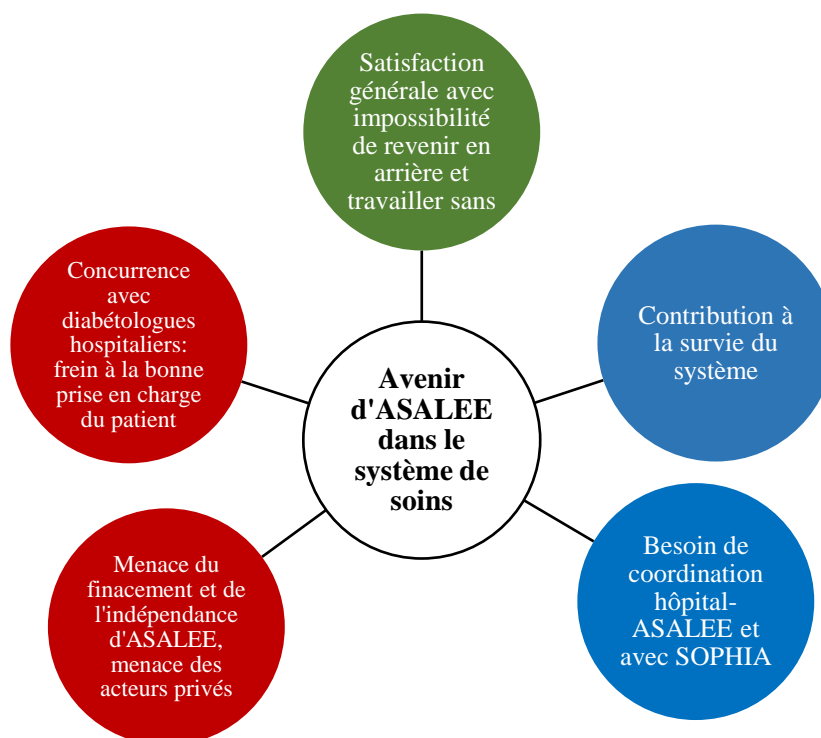 Satisfaction
générale avec
impossibilité
de revenir en
arrière et
travailler sans
Concurrence
avec
diabétologues
hospitaliers:
frein à la bonne
prise en charge
du patient
Contribution à
la survie du
système
Avenir
d'ASALEE
dans le
système de
soins
Menace du
finacement et de
l'indépendance
d'ASALEE,
menace des
acteurs privés
Besoin de
coordination
hôpital-
ASALEE et
avec SOPHIA